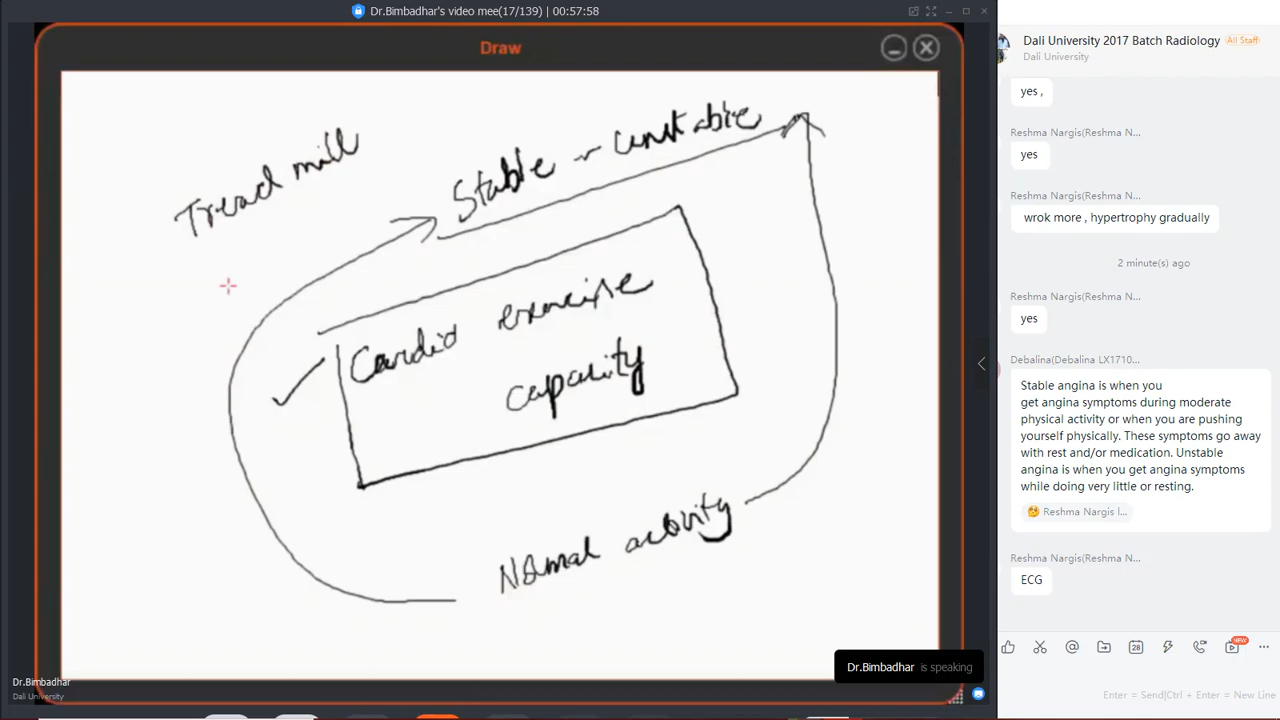 Dr.Bimbadhar's video mee(17/139) | 00:57:58
Draw
Tread mill
Stable - unstable
Cardio exercise
capacity
Normal activity
Dr.Bimbadhar is speaking
Dr.Bimbadhar
Dali University
Dali University 2017 Batch Radiology All Staff
Dali University
yes ,
Reshma Nargis(Reshma N...
yes
Reshma Nargis(Reshma N...
wrok more , hypertrophy gradually
2 minute(s) ago
Reshma Nargis(Reshma N...
yes
Debalina(Debalina LX1710...
Stable angina is when you
get angina symptoms during moderate
physical activity or when you are pushing
yourself physically. These symptoms go away
with rest and/or medication. Unstable
angina is when you get angina symptoms
while doing very little or resting.
Reshma Nargis l...
Reshma Nargis(Reshma N...
ECG
28
NEW
Enter = Send|Ctrl + Enter = New Line